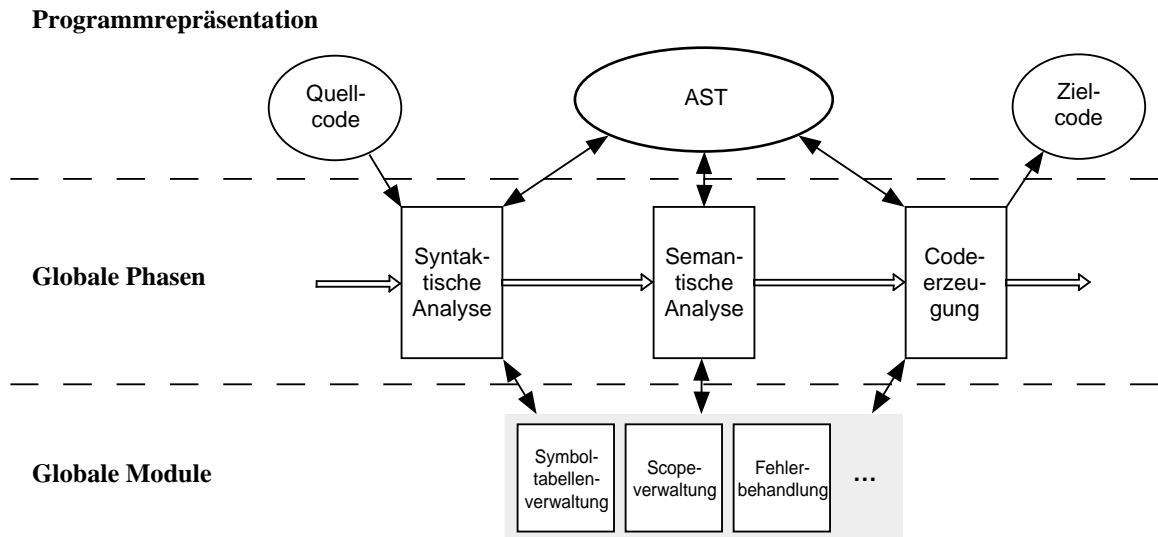 Programmrepräsentation
Quell-
code
AST
Ziel-
code
Globale Phasen
Syntak-
tische
Analyse
Seman-
tische
Analyse
Code-
erzeu-
gung
Globale Module
Symbol-
tabellen-
verwaltung
Scope-
verwaltung
Fehler-
behandlung
...